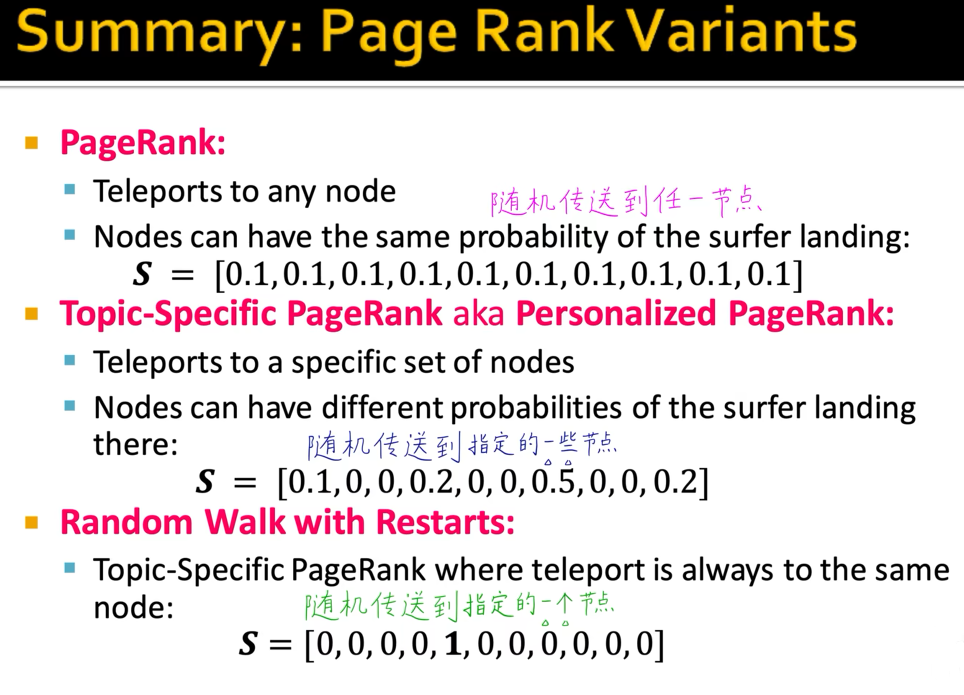 Summary: Page Rank Variants
PageRank:
Teleports to any node
随机传送到任一节点、
Nodes can have the same probability of the surfer landing:
S = [0.1, 0.1, 0.1, 0.1, 0.1, 0.1, 0.1, 0.1, 0.1, 0.1]
Topic-Specific PageRank aka Personalized PageRank:
Teleports to a specific set of nodes
Nodes can have different probabilities of the surfer landing
there:
随机传送到指定的一些节点
S = [0.1, 0, 0, 0.2, 0, 0, 0.5, 0, 0, 0.2]
Random Walk with Restarts:
Topic-Specific PageRank where teleport is always to the same
node:
随机传送到指定的一个节点
S = [0, 0, 0, 0, 1, 0, 0, 0, 0, 0, 0]